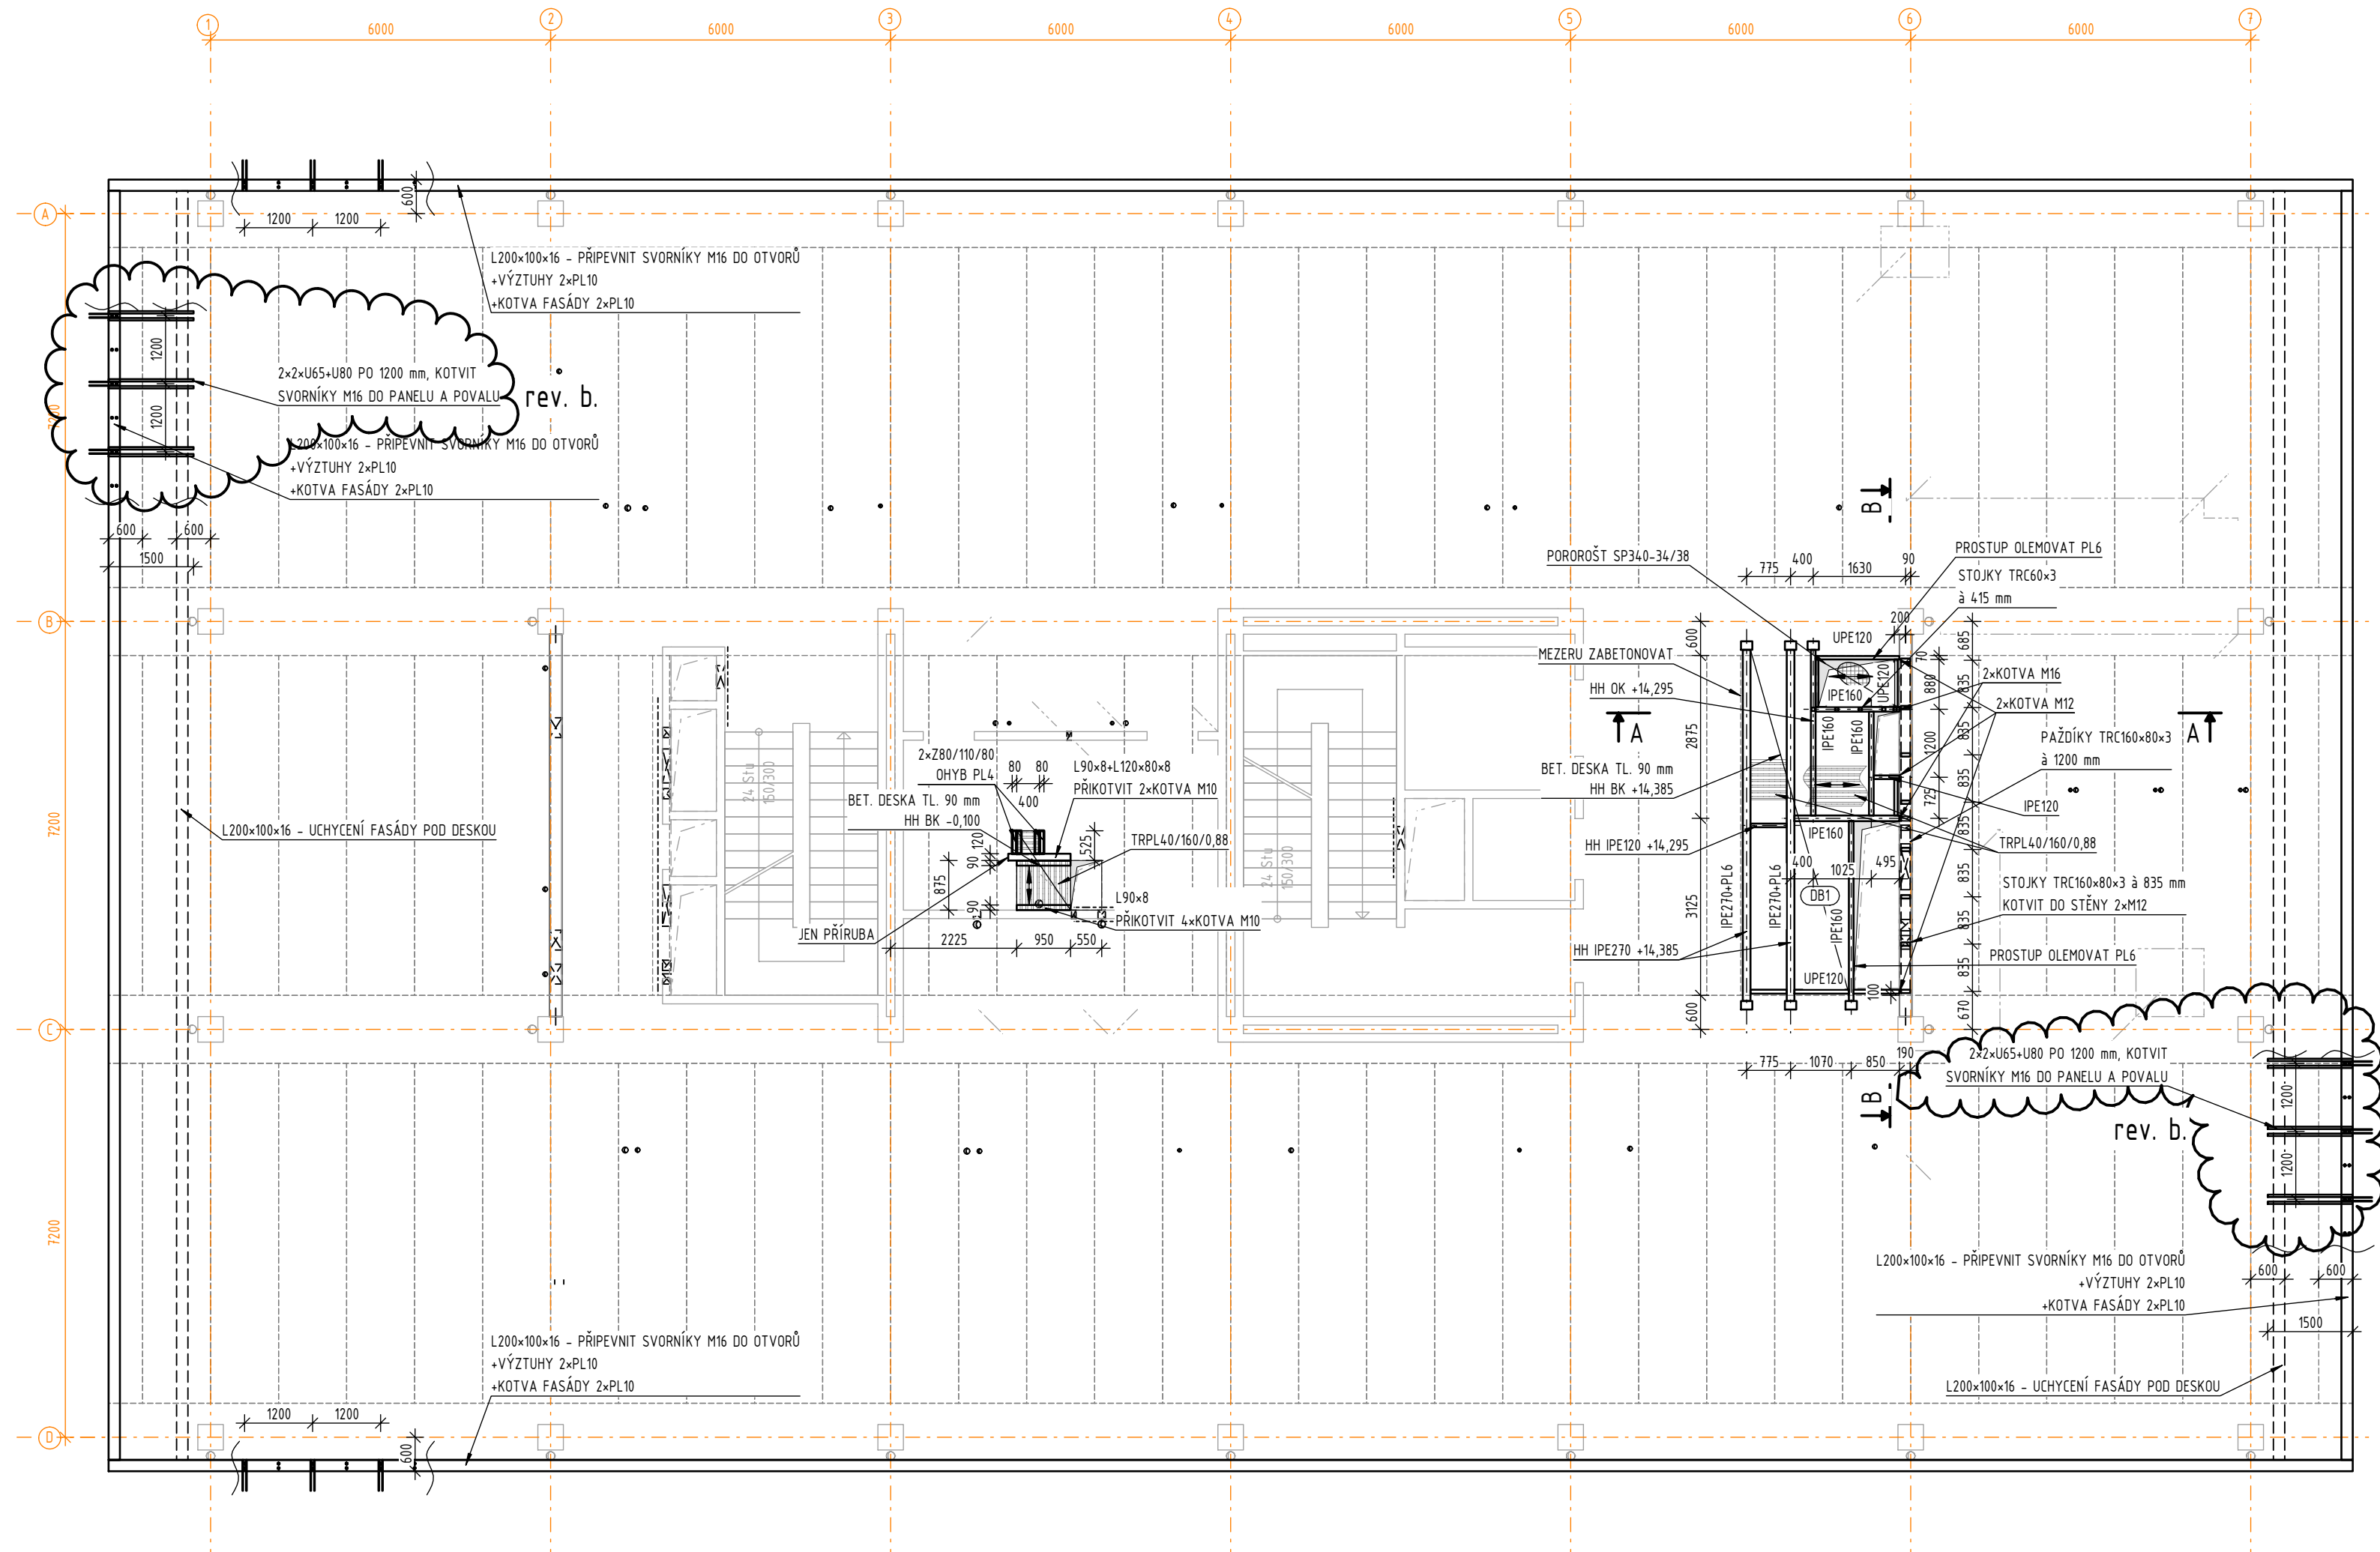 1
2
3
4
5
6
7
6000
6000
6000
6000
6000
6000
A
B
C
D
7200
7200
600
1200
1200
L200×100×16 - PŘIPEVNIT SVORNÍKY M16 DO OTVORŮ
+VÝZTUHY 2×PL10
+KOTVA FASÁDY 2×PL10
1200
1200
2×2×U65+U80 PO 1200 mm, KOTVIT
SVORNÍKY M16 DO PANELU A POVALU
rev. b.
L200×100×16 - PŘIPEVNIT SVORNÍKY M16 DO OTVORŮ
+VÝZTUHY 2×PL10
+KOTVA FASÁDY 2×PL10
600
600
1500
L200×100×16 - UCHYCENÍ FASÁDY POD DESKOU
24 Stu
150/300
2×Z80/110/80
OHYB PL4
80
80
400
L90×8+L120×80×8
PŘIKOTVIT 2×KOTVA M10
BET. DESKA TL. 90 mm
HH BK -0,100
TRPL40/160/0,88
120
90
875
90
525
L90×8
PŘIKOTVIT 4×KOTVA M10
JEN PŘÍRUBA
2225
950
550
24 Stu
150/300
B
POROROŠT SP340-34/38
775
400
1630
90
PROSTUP OLEMOVAT PL6
STOJKY TRC60×3
à 415 mm
200
UPE120
600
685
70
MEZERU ZABETONOVAT
HH OK +14,295
UPE120
IPE160
880
835
2×KOTVA M16
2×KOTVA M12
A
A
2875
IPE160
IPE160
1200
835
PAŽDÍKY TRC160×80×3
à 1200 mm
BET. DESKA TL. 90 mm
HH BK +14,385
835
725
IPE120
IPE160
835
HH IPE120 +14,295
TRPL40/160/0,88
400
1025
495
DB1
835
STOJKY TRC160×80×3 à 835 mm
KOTVIT DO STĚNY 2×M12
IPE270+PL6
IPE270+PL6
IPE160
3125
835
HH IPE270 +14,385
PROSTUP OLEMOVAT PL6
UPE120
835
100
600
670
775
1070
850
190
B
2×2×U65+U80 PO 1200 mm, KOTVIT
SVORNÍKY M16 DO PANELU A POVALU
rev. b.
1200
1200
L200×100×16 - PŘIPEVNIT SVORNÍKY M16 DO OTVORŮ
+VÝZTUHY 2×PL10
+KOTVA FASÁDY 2×PL10
600
600
1500
L200×100×16 - UCHYCENÍ FASÁDY POD DESKOU
L200×100×16 - PŘIPEVNIT SVORNÍKY M16 DO OTVORŮ
+VÝZTUHY 2×PL10
+KOTVA FASÁDY 2×PL10
1200
1200
600